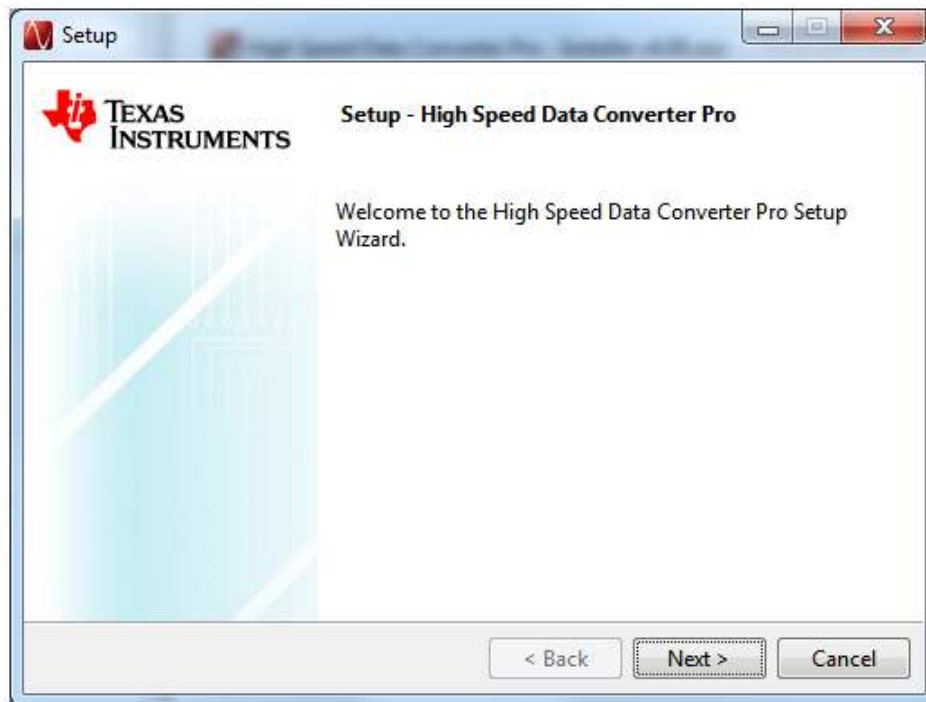 Setup
TEXAS
INSTRUMENTS
Setup - High Speed Data Converter Pro
Welcome to the High Speed Data Converter Pro Setup
Wizard.
< Back
Next >
Cancel